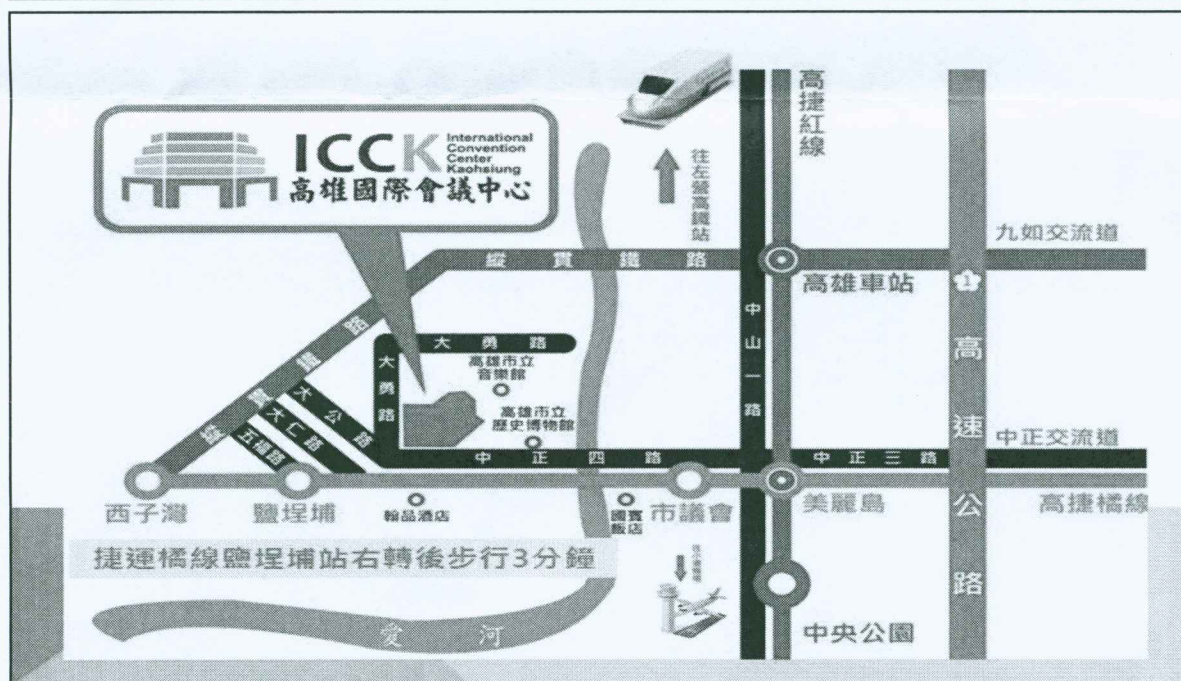 高捷紅線
ICCK
International
Convention
Center
Kaohsiung
高雄國際會議中心
往左營高鐵站
九如交流道
縱貫鐵路
高雄車站
1
中山一路
高速公路
大勇路
大勇路
高雄市立
音樂館
縱貫鐵路
大公路
大仁路
五福路
高雄市立
歷史博物館
中正交流道
中正四路
中正三路
西子灣
鹽埕埔
翰品酒店
國賓
飯店
市議會
美麗島
高捷橘線
捷運橘線鹽埕埔站右轉後步行3分鐘
愛河
中央公園